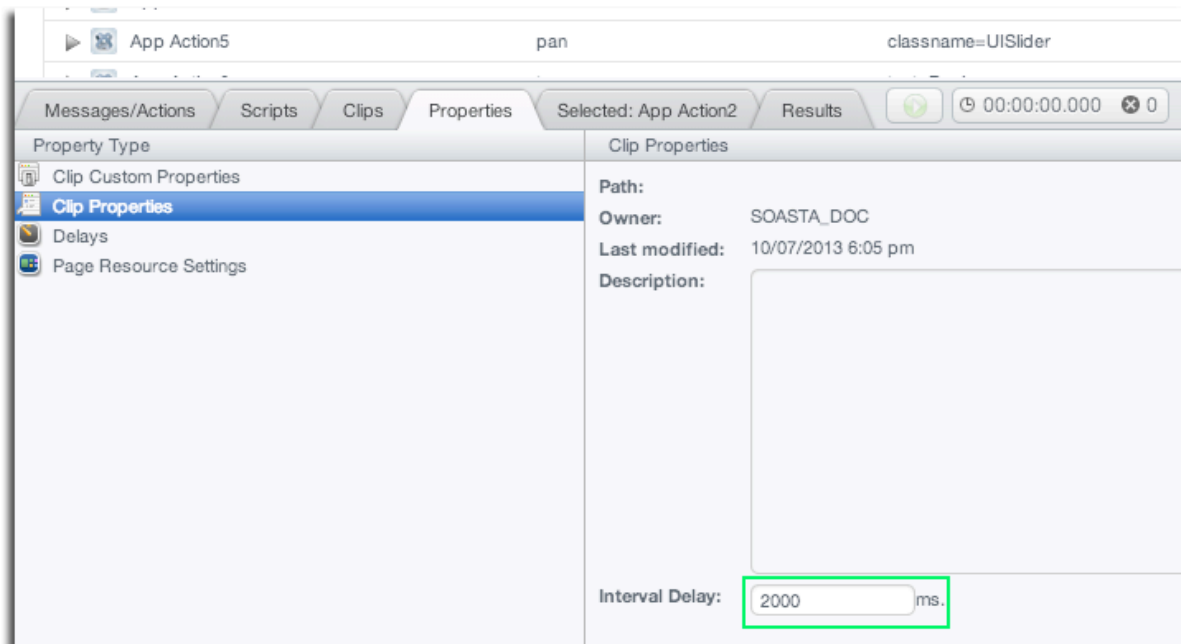 App Action5 pan classname=UISlider
Messages/Actions Scripts Clips Properties Selected: App Action2 Results 00:00:00.000 0
Property Type Clip Properties
Clip Custom Properties
Clip Properties
Delays
Page Resource Settings
Path:
Owner: SOASTA_DOC
Last modified: 10/07/2013 6:05 pm
Description:
Interval Delay: 2000 ms.